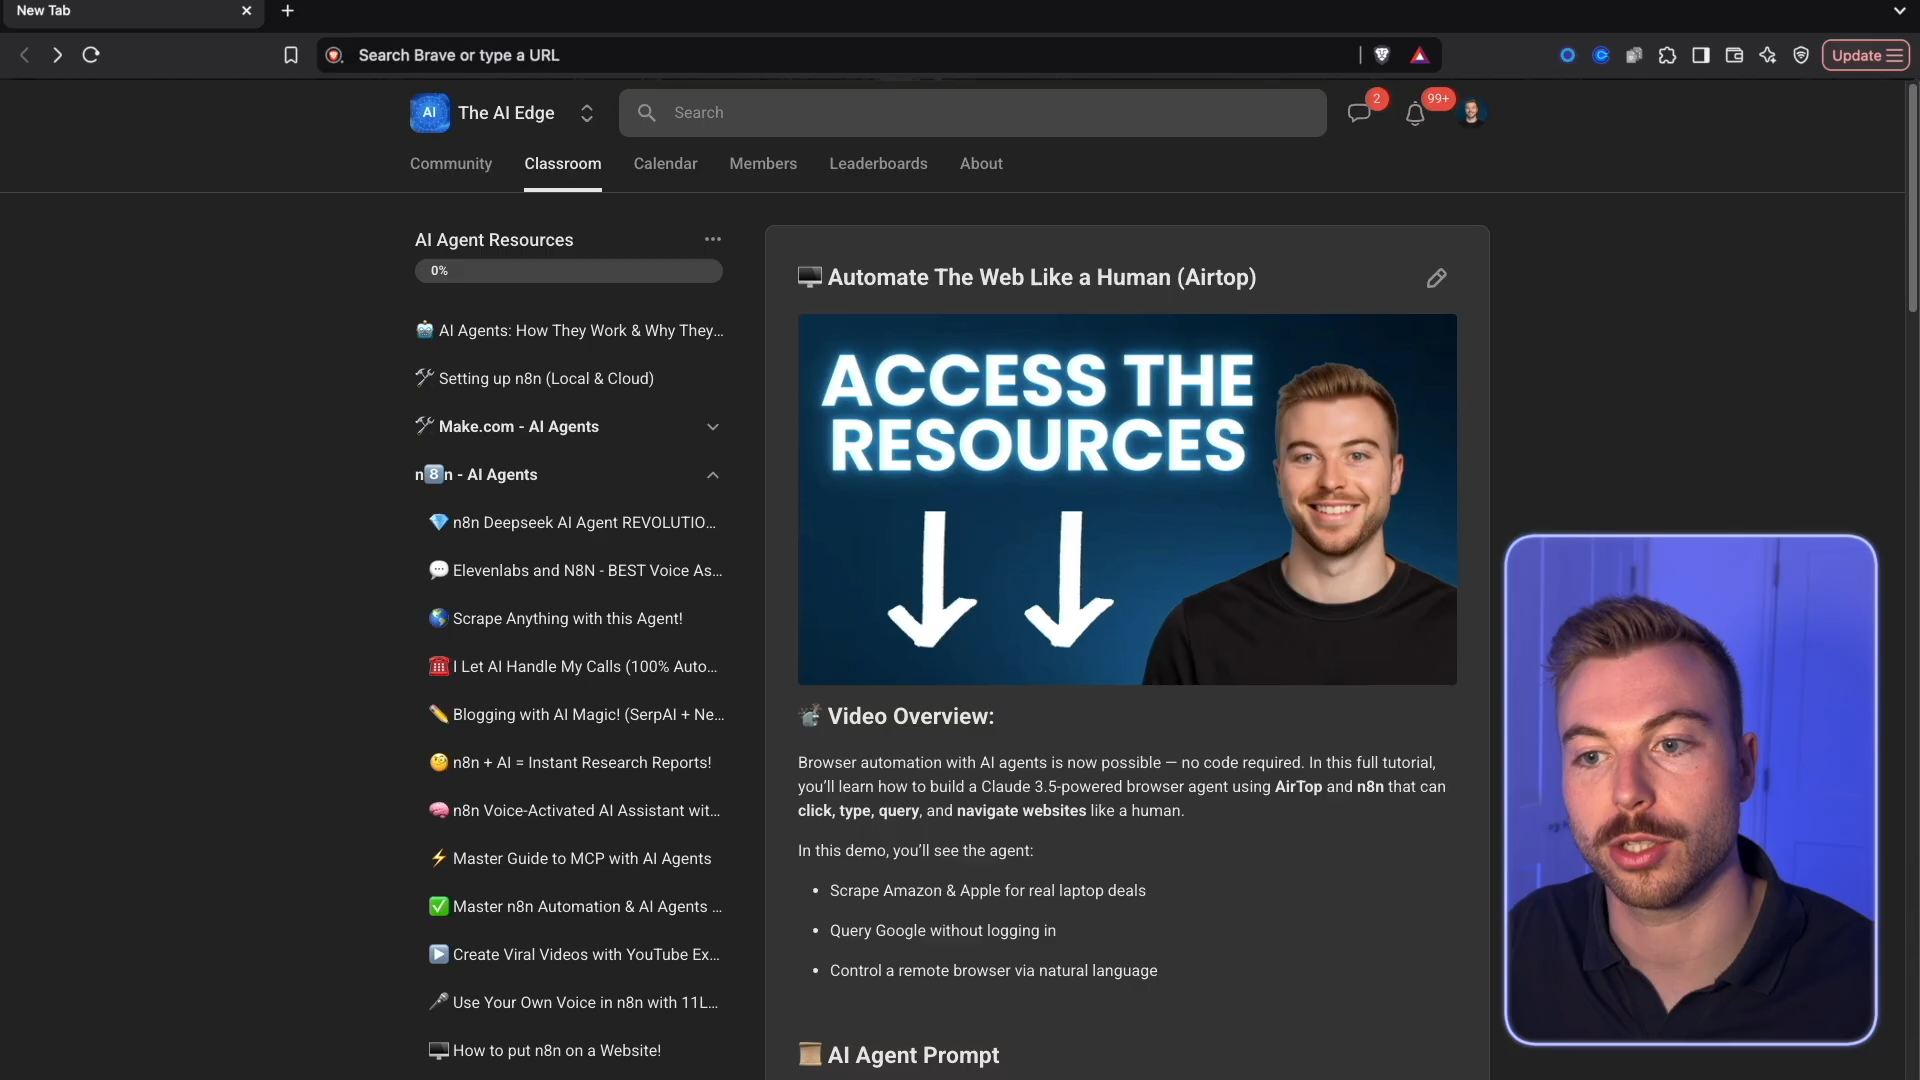 New Tab
Search Brave or type a URL
Update
AI
The AI Edge
Search
2
99+
Community
Classroom
Calendar
Members
Leaderboards
About
AI Agent Resources
0%
🤖 AI Agents: How They Work & Why They...
🛠 Setting up n8n (Local & Cloud)
🛠 Make.com - AI Agents
n8️⃣n - AI Agents
💎 n8n Deepseek AI Agent REVOLUTIO...
💬 Elevenlabs and N8N - BEST Voice As...
🌎 Scrape Anything with this Agent!
☎️ I Let AI Handle My Calls (100% Auto...
✏️ Blogging with AI Magic! (SerpAI + Ne...
🧐 n8n + AI = Instant Research Reports!
🧠 n8n Voice-Activated AI Assistant wit...
⚡ Master Guide to MCP with AI Agents
✅ Master n8n Automation & AI Agents ...
▶️ Create Viral Videos with YouTube Ex...
🎤 Use Your Own Voice in n8n with 11L...
🖥 How to put n8n on a Website!
🖥 Automate The Web Like a Human (Airtop)
ACCESS THE
RESOURCES
📽 Video Overview:
Browser automation with AI agents is now possible — no code required. In this full tutorial,
you'll learn how to build a Claude 3.5-powered browser agent using AirTop and n8n that can
click, type, query, and navigate websites like a human.
In this demo, you'll see the agent:
• Scrape Amazon & Apple for real laptop deals
• Query Google without logging in
• Control a remote browser via natural language
📜 AI Agent Prompt